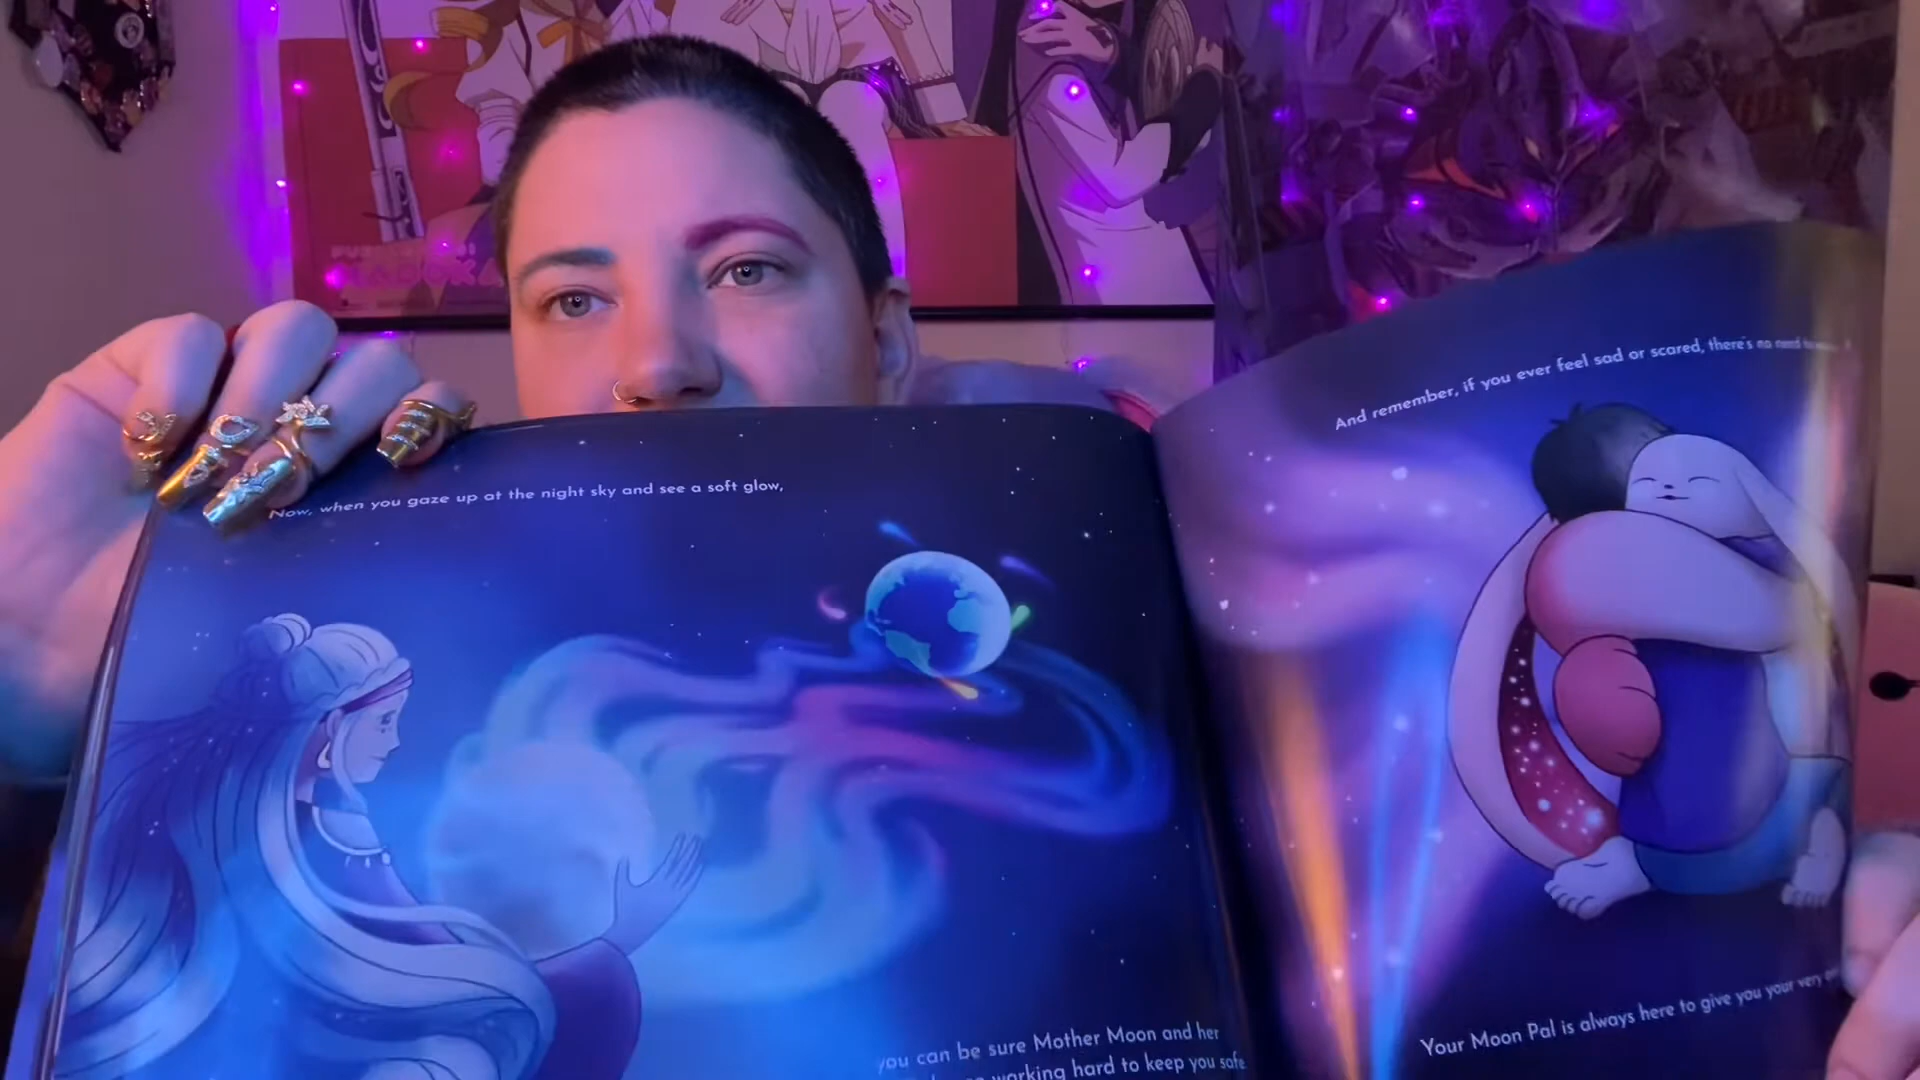 Now, when you gaze up at the night sky and see a soft glow,
you can be sure Mother Moon and her
working hard to keep you safe
And remember, if you ever feel sad or scared, there's no need
Your Moon Pal is always here to give you your very